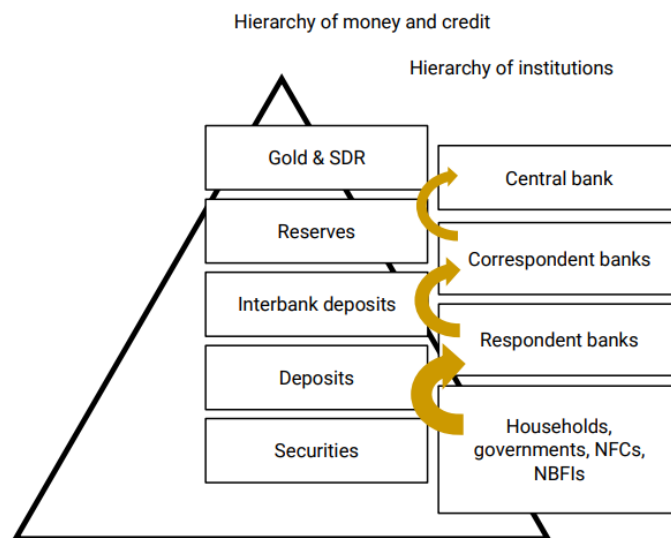 Hierarchy of money and credit
Hierarchy of institutions
Gold & SDR
Central bank
Reserves
Correspondent banks
Interbank deposits
Respondent banks
Deposits
Households,
governments, NFCs,
NBFIs
Securities